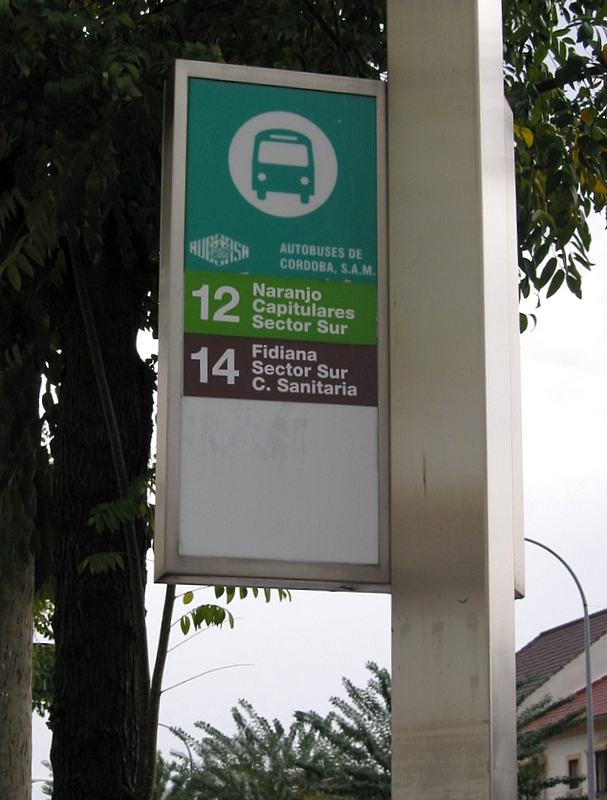 AUCORSA
AUTOBUSES DE
CORDOBA, S.A.M.
12 Naranjo
Capitulares
Sector Sur
14 Fidiana
Sector Sur
C. Sanitaria